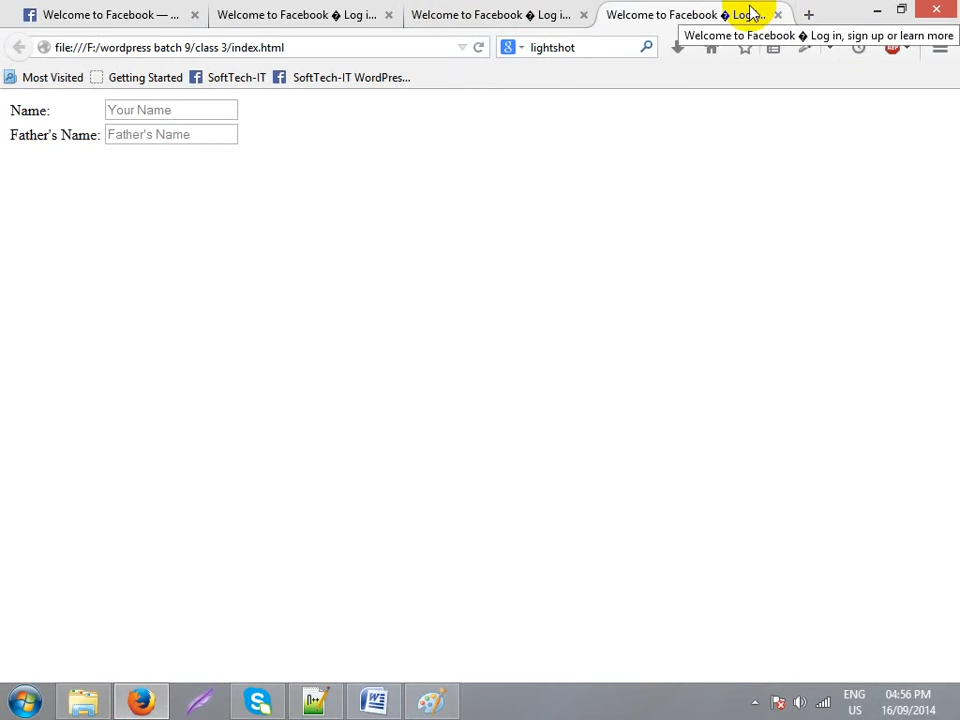 Welcome to Facebook — ...
Welcome to Facebook � Log i...
Welcome to Facebook � Log i...
Welcome to Facebook � Log
Welcome to Facebook � Log in, sign up or learn more
file:///F:/wordpress batch 9/class 3/index.html
lightshot
Most Visited
Getting Started
SoftTech-IT
SoftTech-IT WordPres...
Name:
Your Name
Father's Name:
Father's Name
ENG
US
04:56 PM
16/09/2014